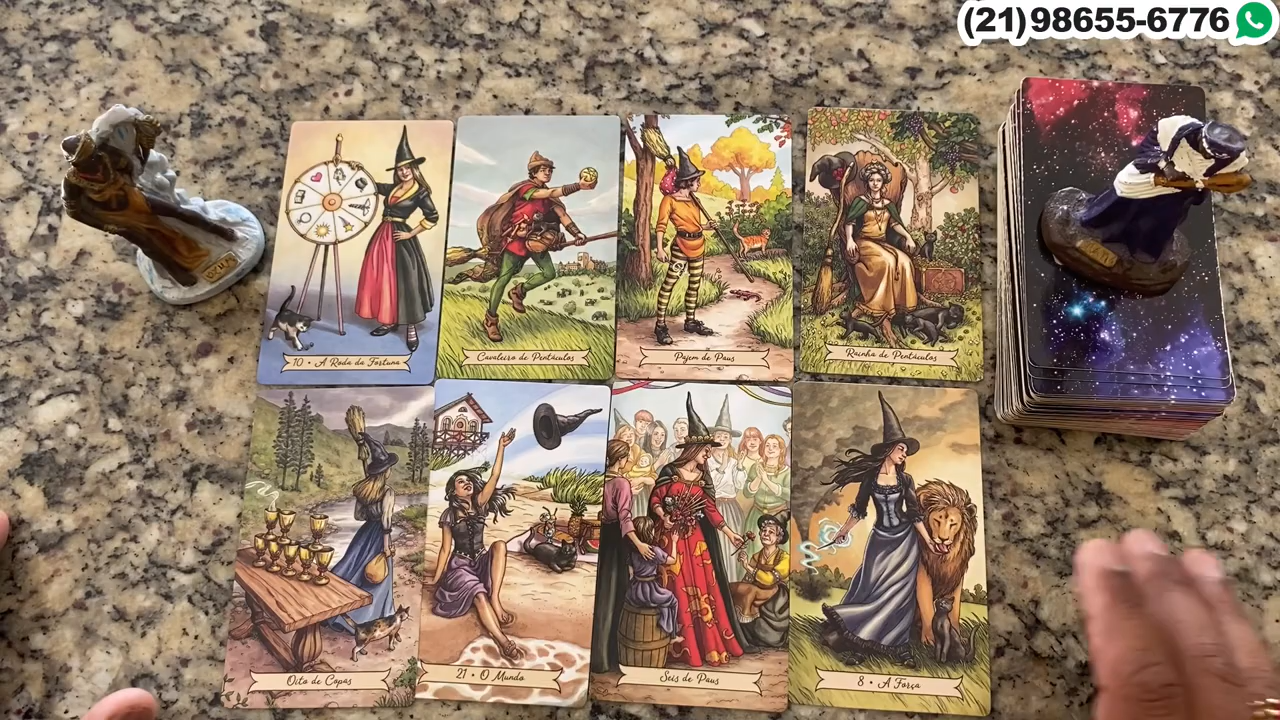 (21)98655-6776
10 • A Roda da Fortuna
Cavaleiro de Pentáculos
Pajem de Paus
Rainha de Pentáculos
Oito de Copas
21 • O Mundo
Seis de Paus
8 • A Força